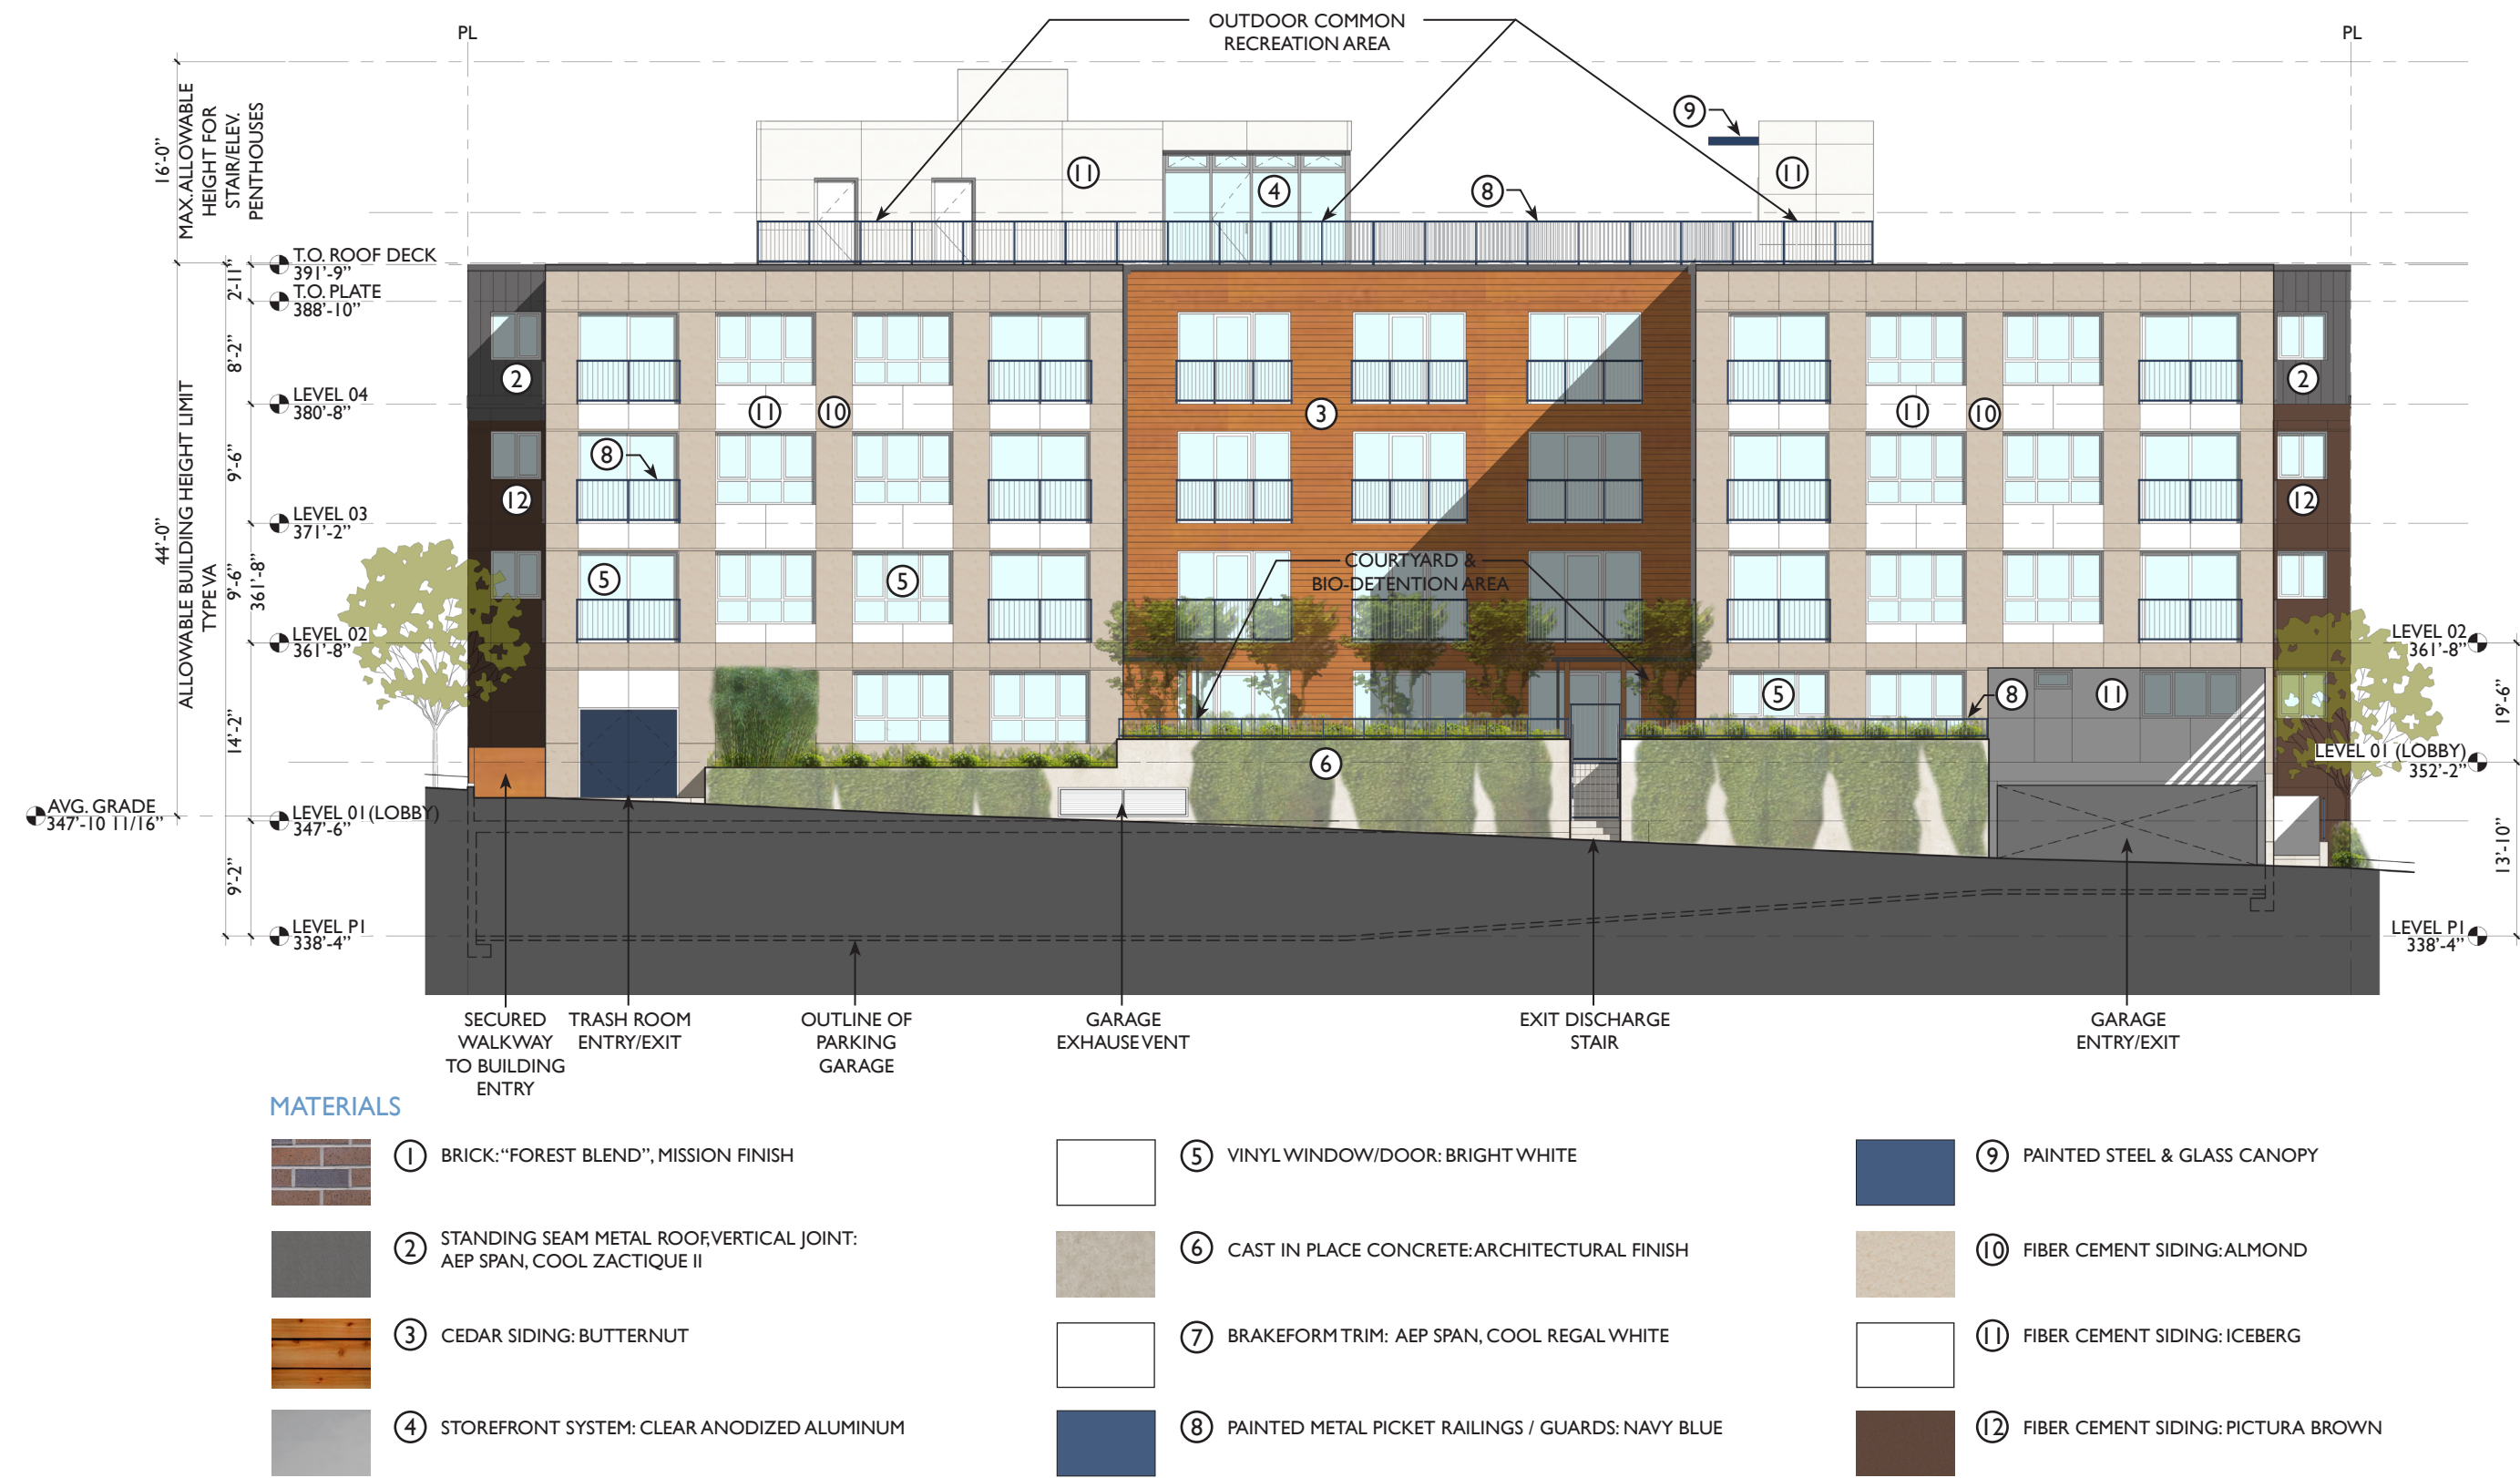 OUTDOOR COMMON
RECREATION AREA
PL
PL
16'-0"
MAX. ALLOWABLE
HEIGHT FOR
STAIR/ELEV.
PENTHOUSES
9
11
11
4
8
T.O. ROOF DECK
391'-9"
2'-11"
T.O. PLATE
388'-10"
8'-2"
2
2
LEVEL 04
380'-8"
11
10
3
11
10
44'-0"
ALLOWABLE BUILDING HEIGHT LIMIT
TYPE VA
9'-6"
8
12
12
LEVEL 03
371'-2"
9'-6"
361'-8"
5
5
COURTYARD &
BIO-DETENTION AREA
LEVEL 02
361'-8"
LEVEL 02
361'-8"
14'-2"
5
8
11
19'-6"
6
LEVEL 01 (LOBBY)
352'-2"
AVG. GRADE
347'-10 11/16"
LEVEL 01 (LOBBY)
347'-6"
9'-2"
13'-10"
LEVEL P1
338'-4"
LEVEL P1
338'-4"
SECURED
WALKWAY
TO BUILDING
ENTRY
TRASH ROOM
ENTRY/EXIT
OUTLINE OF
PARKING
GARAGE
GARAGE
EXHAUSE VENT
EXIT DISCHARGE
STAIR
GARAGE
ENTRY/EXIT
MATERIALS
1 BRICK: "FOREST BLEND", MISSION FINISH
2 STANDING SEAM METAL ROOF, VERTICAL JOINT:
AEP SPAN, COOL ZACTIQUE II
3 CEDAR SIDING: BUTTERNUT
4 STOREFRONT SYSTEM: CLEAR ANODIZED ALUMINUM
5 VINYL WINDOW/DOOR: BRIGHT WHITE
6 CAST IN PLACE CONCRETE: ARCHITECTURAL FINISH
7 BRAKEFORM TRIM: AEP SPAN, COOL REGAL WHITE
8 PAINTED METAL PICKET RAILINGS / GUARDS: NAVY BLUE
9 PAINTED STEEL & GLASS CANOPY
10 FIBER CEMENT SIDING: ALMOND
11 FIBER CEMENT SIDING: ICEBERG
12 FIBER CEMENT SIDING: PICTURA BROWN